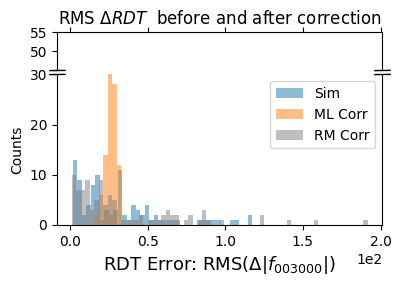 RMS ΔRDT before and after correction
55
50
30
20
10
0
Counts
Sim
ML Corr
RM Corr
0.0 0.5 1.0 1.5 2.0
1e2
RDT Error: RMS(Δ|f₀₀₃₀₀₀|)